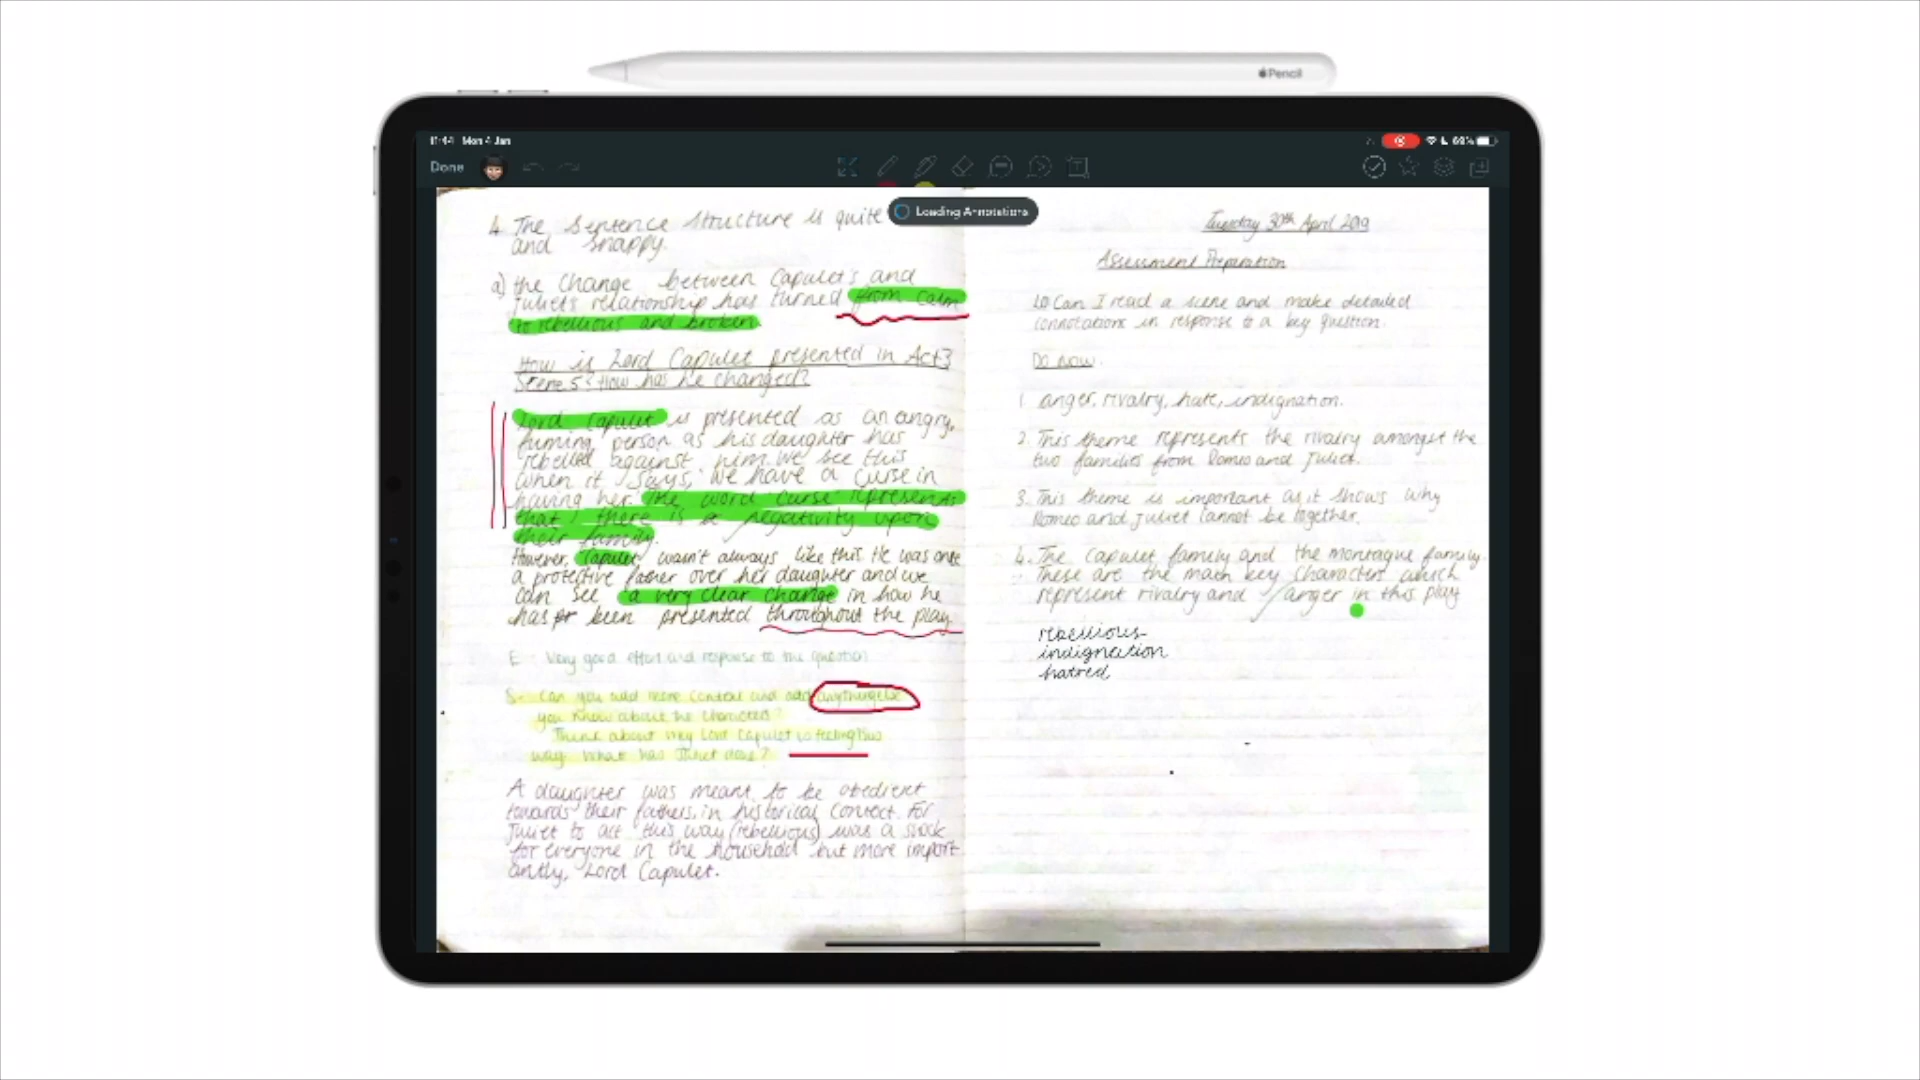 Pencil
11:44 Mon 4 Jan
69%
Done
Loading Annotations
4. The Sentence Structure is quite
and snappy.
a) the Change between Capulet's and
Juliet's relationship has turned from calm
to rebellious and broken.
How is Lord Capulet presented in Act 3
Scene 5? How has he changed?
Lord Capulet is presented as an angry,
fuming, person as his daughter has
rebelled against him. We see this
when it says, 'we have a curse in
having her. The word 'curse' represents
that there is a negativity upon
their family.
However, Capulet, wasn't always like this. He was once
a protective father over her daughter and we
can see a very clear change in how he
has been presented throughout the play.
E - Very good effort and response to the question
S- Can you add more context and add anything else
you know about the characters?
Think about why Lord Capulet is feeling this
way. What has Juliet done?
A daughter was meant to be obedient
towards their fathers, in historical context. For
Juliet to act this way (rebellious) was a shock
for everyone in the household but more import
antly, Lord Capulet.
Tuesday 30th April 2019
Assessment Preparation
LO Can I read a scene and make detailed
connotations in response to a key question.
Do now.
1. anger, rivalry, hate, indignation.
2. This theme represents the rivalry amongst the
two families from Romeo and Juliet.
3. This theme is important as it shows why
Romeo and Juliet cannot be together.
4. The Capulet family and the montague family.
These are the main key characters which
represent rivalry and anger in this play
rebellious
indignation
hatred